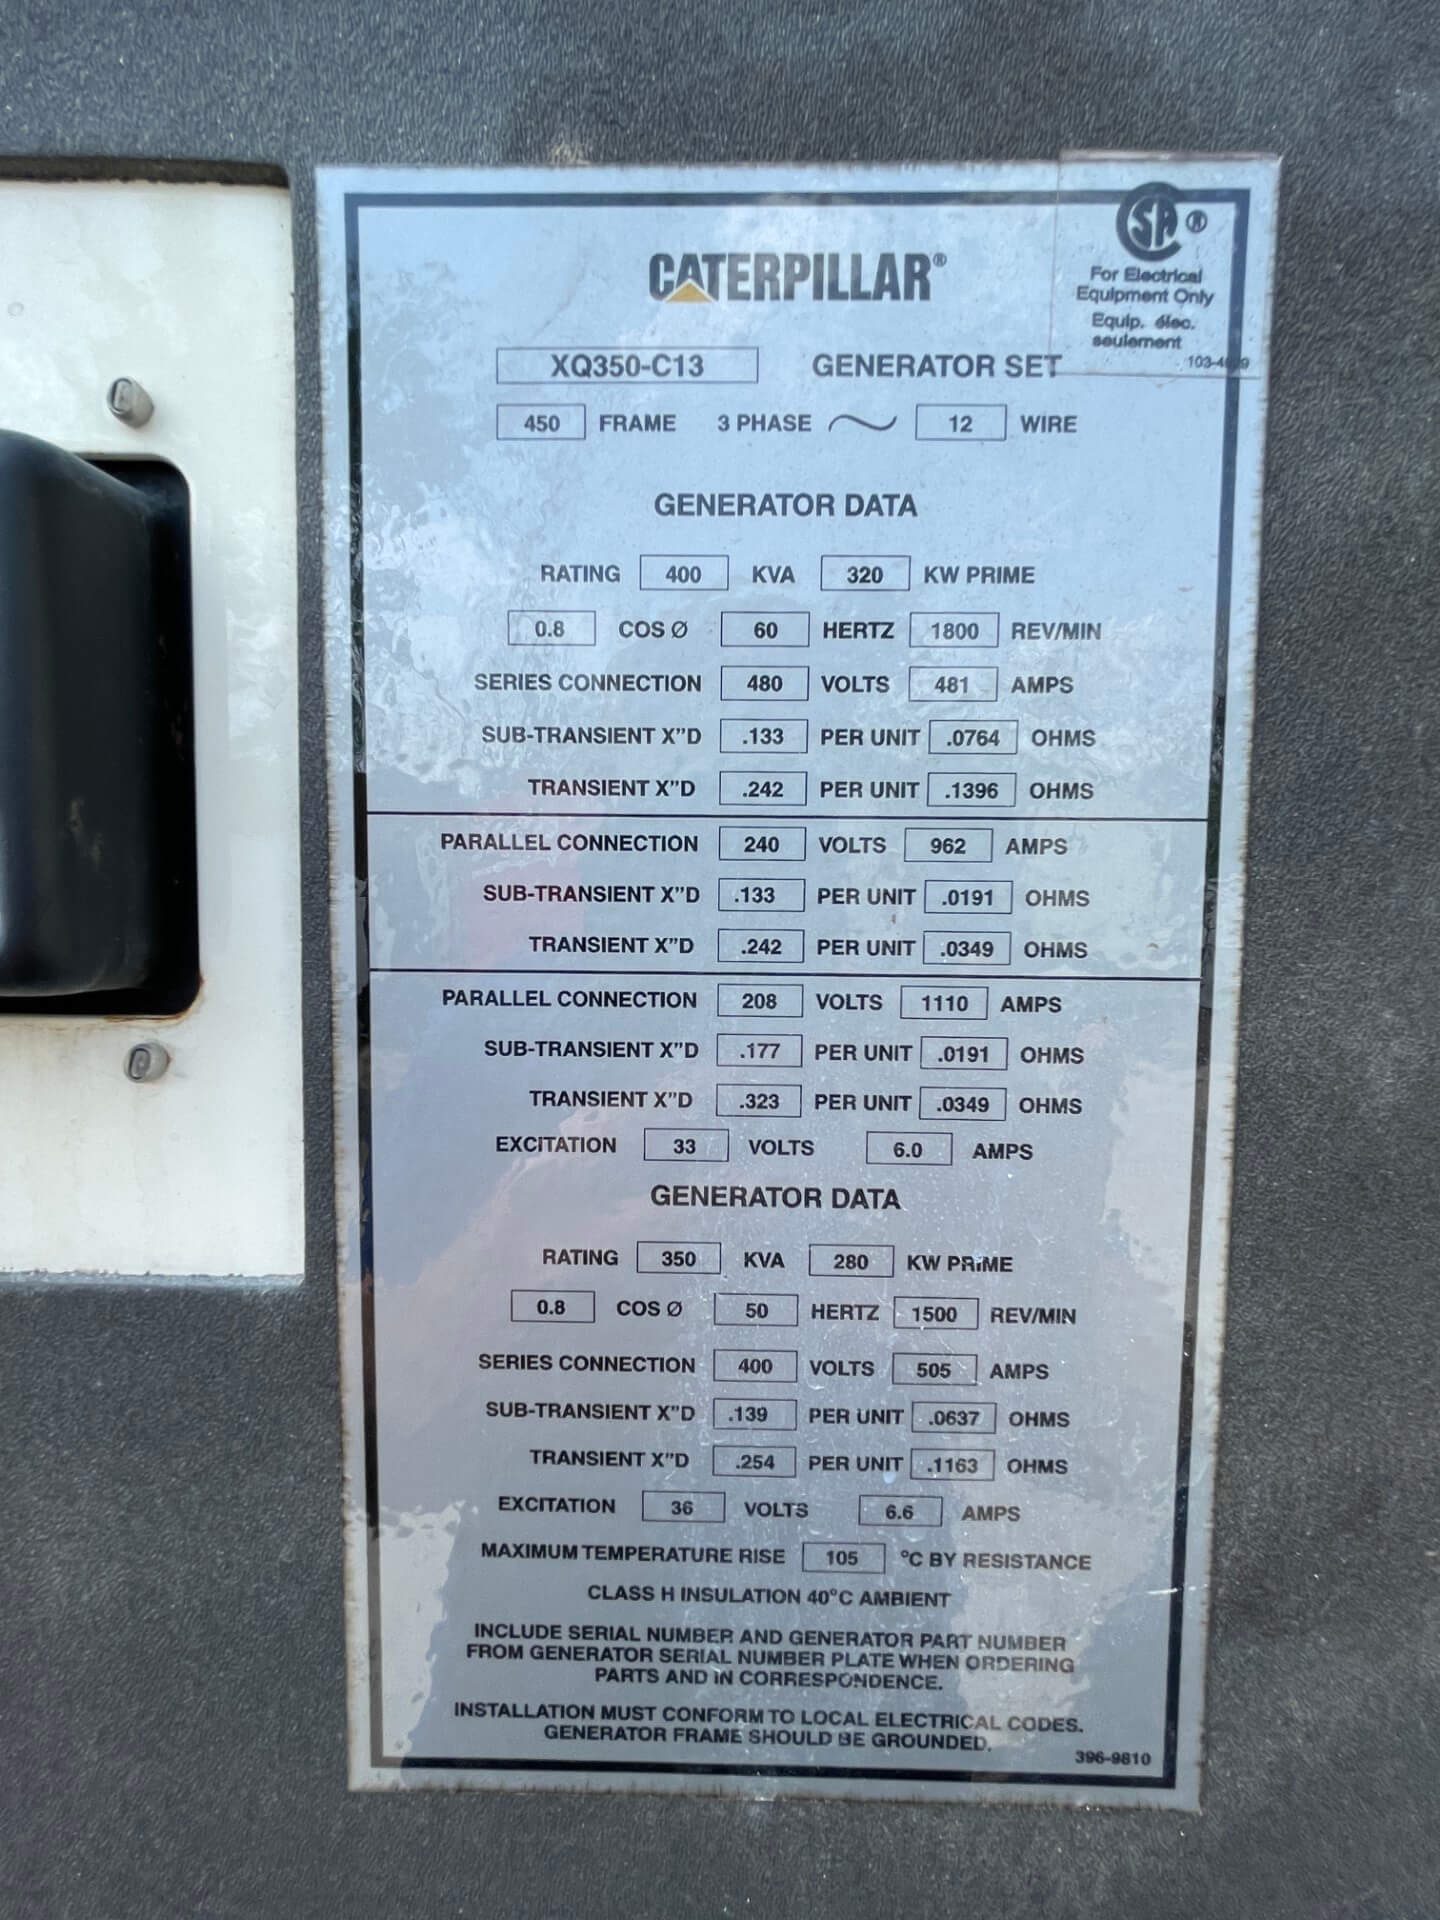 CATERPILLAR®
SA ®
For Electrical
Equipment Only
Equip. élec.
seulement
XQ350-C13 GENERATOR SET
450 FRAME 3 PHASE 12 WIRE
GENERATOR DATA
RATING 400 KVA 320 KW PRIME
0.8 COS Ø 60 HERTZ 1800 REV/MIN
SERIES CONNECTION 480 VOLTS 481 AMPS
SUB-TRANSIENT X"D .133 PER UNIT .0764 OHMS
TRANSIENT X"D .242 PER UNIT .1396 OHMS
PARALLEL CONNECTION 240 VOLTS 962 AMPS
SUB-TRANSIENT X"D .133 PER UNIT .0191 OHMS
TRANSIENT X"D .242 PER UNIT .0349 OHMS
PARALLEL CONNECTION 208 VOLTS 1110 AMPS
SUB-TRANSIENT X"D .177 PER UNIT .0191 OHMS
TRANSIENT X"D .323 PER UNIT .0349 OHMS
EXCITATION 33 VOLTS 6.0 AMPS
GENERATOR DATA
RATING 350 KVA 280 KW PRIME
0.8 COS Ø 50 HERTZ 1500 REV/MIN
SERIES CONNECTION 400 VOLTS 505 AMPS
SUB-TRANSIENT X"D .139 PER UNIT .0637 OHMS
TRANSIENT X"D .254 PER UNIT .1163 OHMS
EXCITATION 36 VOLTS 6.6 AMPS
MAXIMUM TEMPERATURE RISE 105 °C BY RESISTANCE
CLASS H INSULATION 40°C AMBIENT
INCLUDE SERIAL NUMBER AND GENERATOR PART NUMBER
FROM GENERATOR SERIAL NUMBER PLATE WHEN ORDERING
PARTS AND IN CORRESPONDENCE.
INSTALLATION MUST CONFORM TO LOCAL ELECTRICAL CODES.
GENERATOR FRAME SHOULD BE GROUNDED.
396-9810